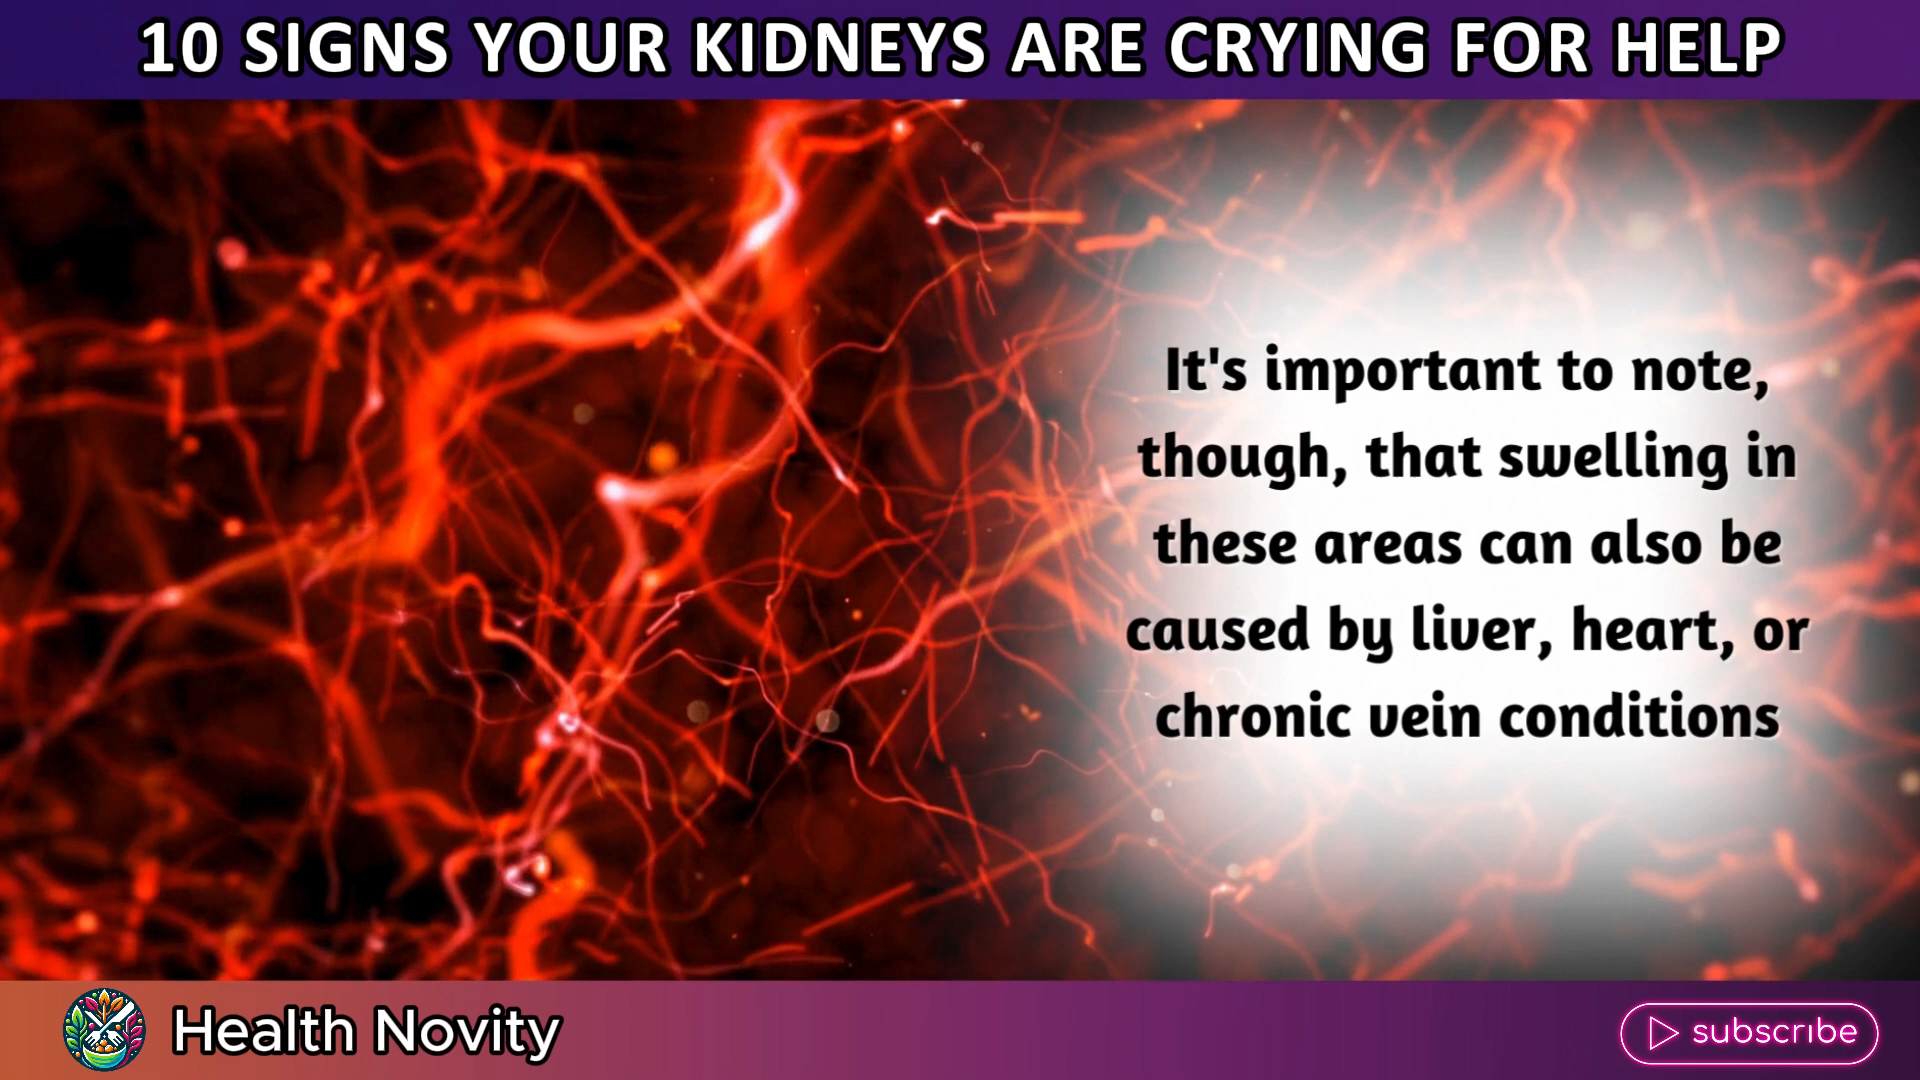 10 SIGNS YOUR KIDNEYS ARE CRYING FOR HELP
It's important to note,
though, that swelling in
these areas can also be
caused by liver, heart, or
chronic vein conditions
Health Novity
subscribe